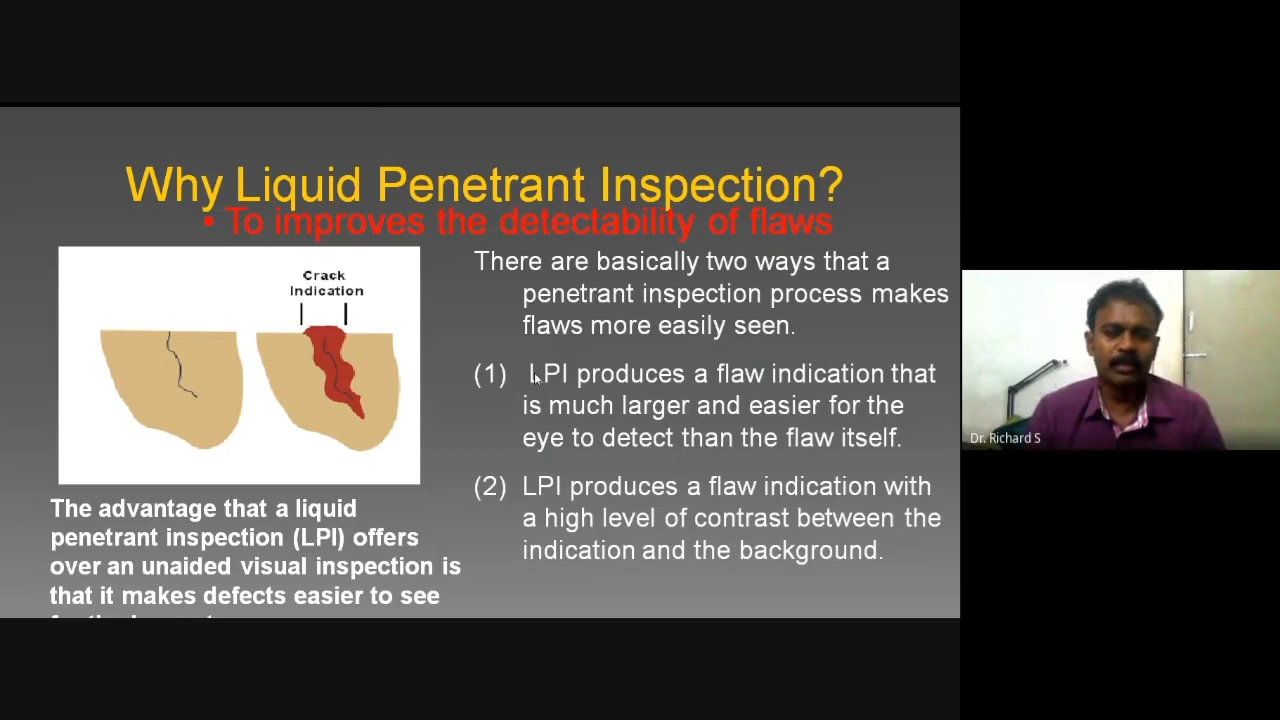 Why Liquid Penetrant Inspection?
• To improves the detectability of flaws
Crack
Indication
The advantage that a liquid
penetrant inspection (LPI) offers
over an unaided visual inspection is
that it makes defects easier to see
There are basically two ways that a
penetrant inspection process makes
flaws more easily seen.
(1) LPI produces a flaw indication that
is much larger and easier for the
eye to detect than the flaw itself.
(2) LPI produces a flaw indication with
a high level of contrast between the
indication and the background.
Dr. Richard S